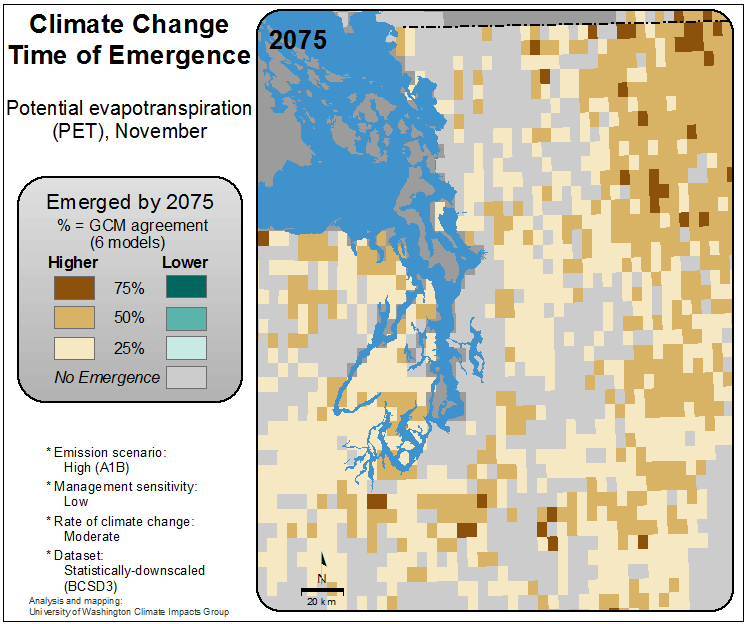 Climate Change
Time of Emergence
Potential evapotranspiration
(PET), November
Emerged by 2075
% = GCM agreement
(6 models)
Higher Lower
75%
50%
25%
No Emergence
* Emission scenario:
High (A1B)
* Management sensitivity:
Low
* Rate of climate change:
Moderate
* Dataset:
Statistically-downscaled
(BCSD3)
Analysis and mapping:
University of Washington Climate Impacts Group
2075
N
20 km